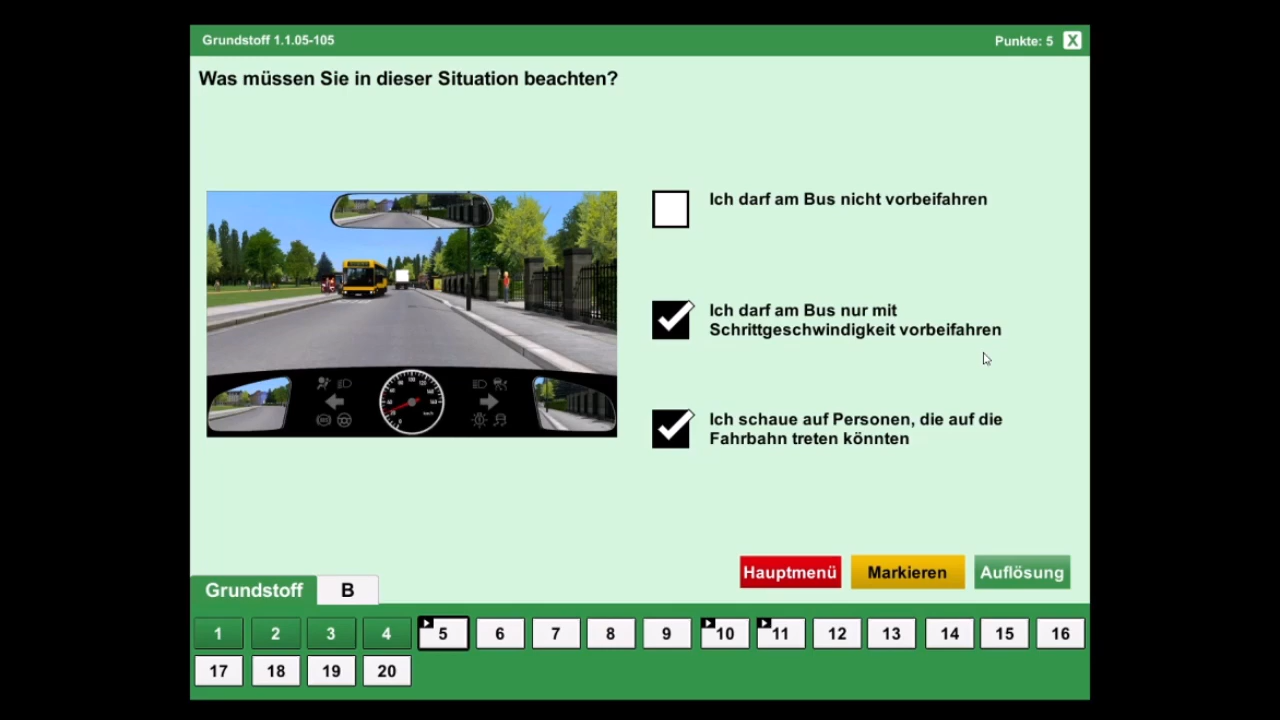 Grundstoff 1.1.05-105
Punkte: 5 X
Was müssen Sie in dieser Situation beachten?
Ich darf am Bus nicht vorbeifahren
Ich darf am Bus nur mit
Schrittgeschwindigkeit vorbeifahren
Ich schaue auf Personen, die auf die
Fahrbahn treten könnten
Hauptmenü Markieren Auflösung
Grundstoff B
1 2 3 4 5 6 7 8 9 10 11 12 13 14 15 16
17 18 19 20